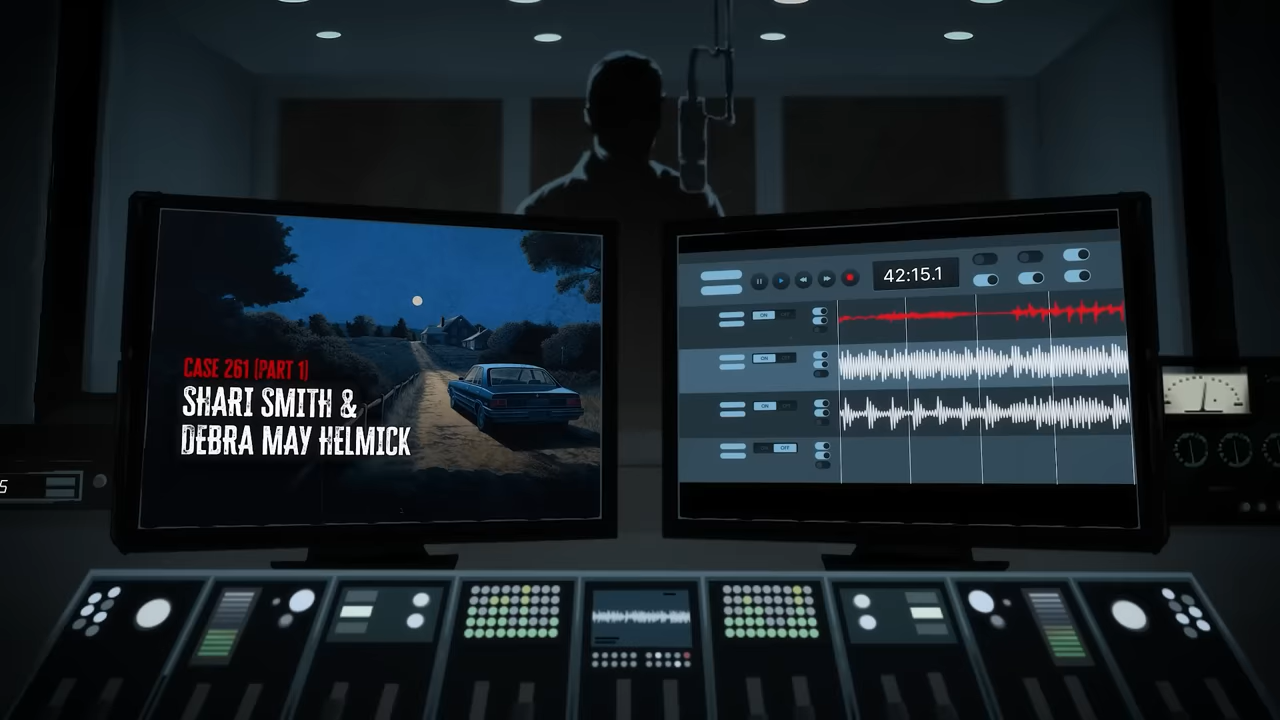 CASE 261 (PART 1)
SHARI SMITH &
DEBRA MAY HELMICK
42:15.1
ON
ON
ON
OFF